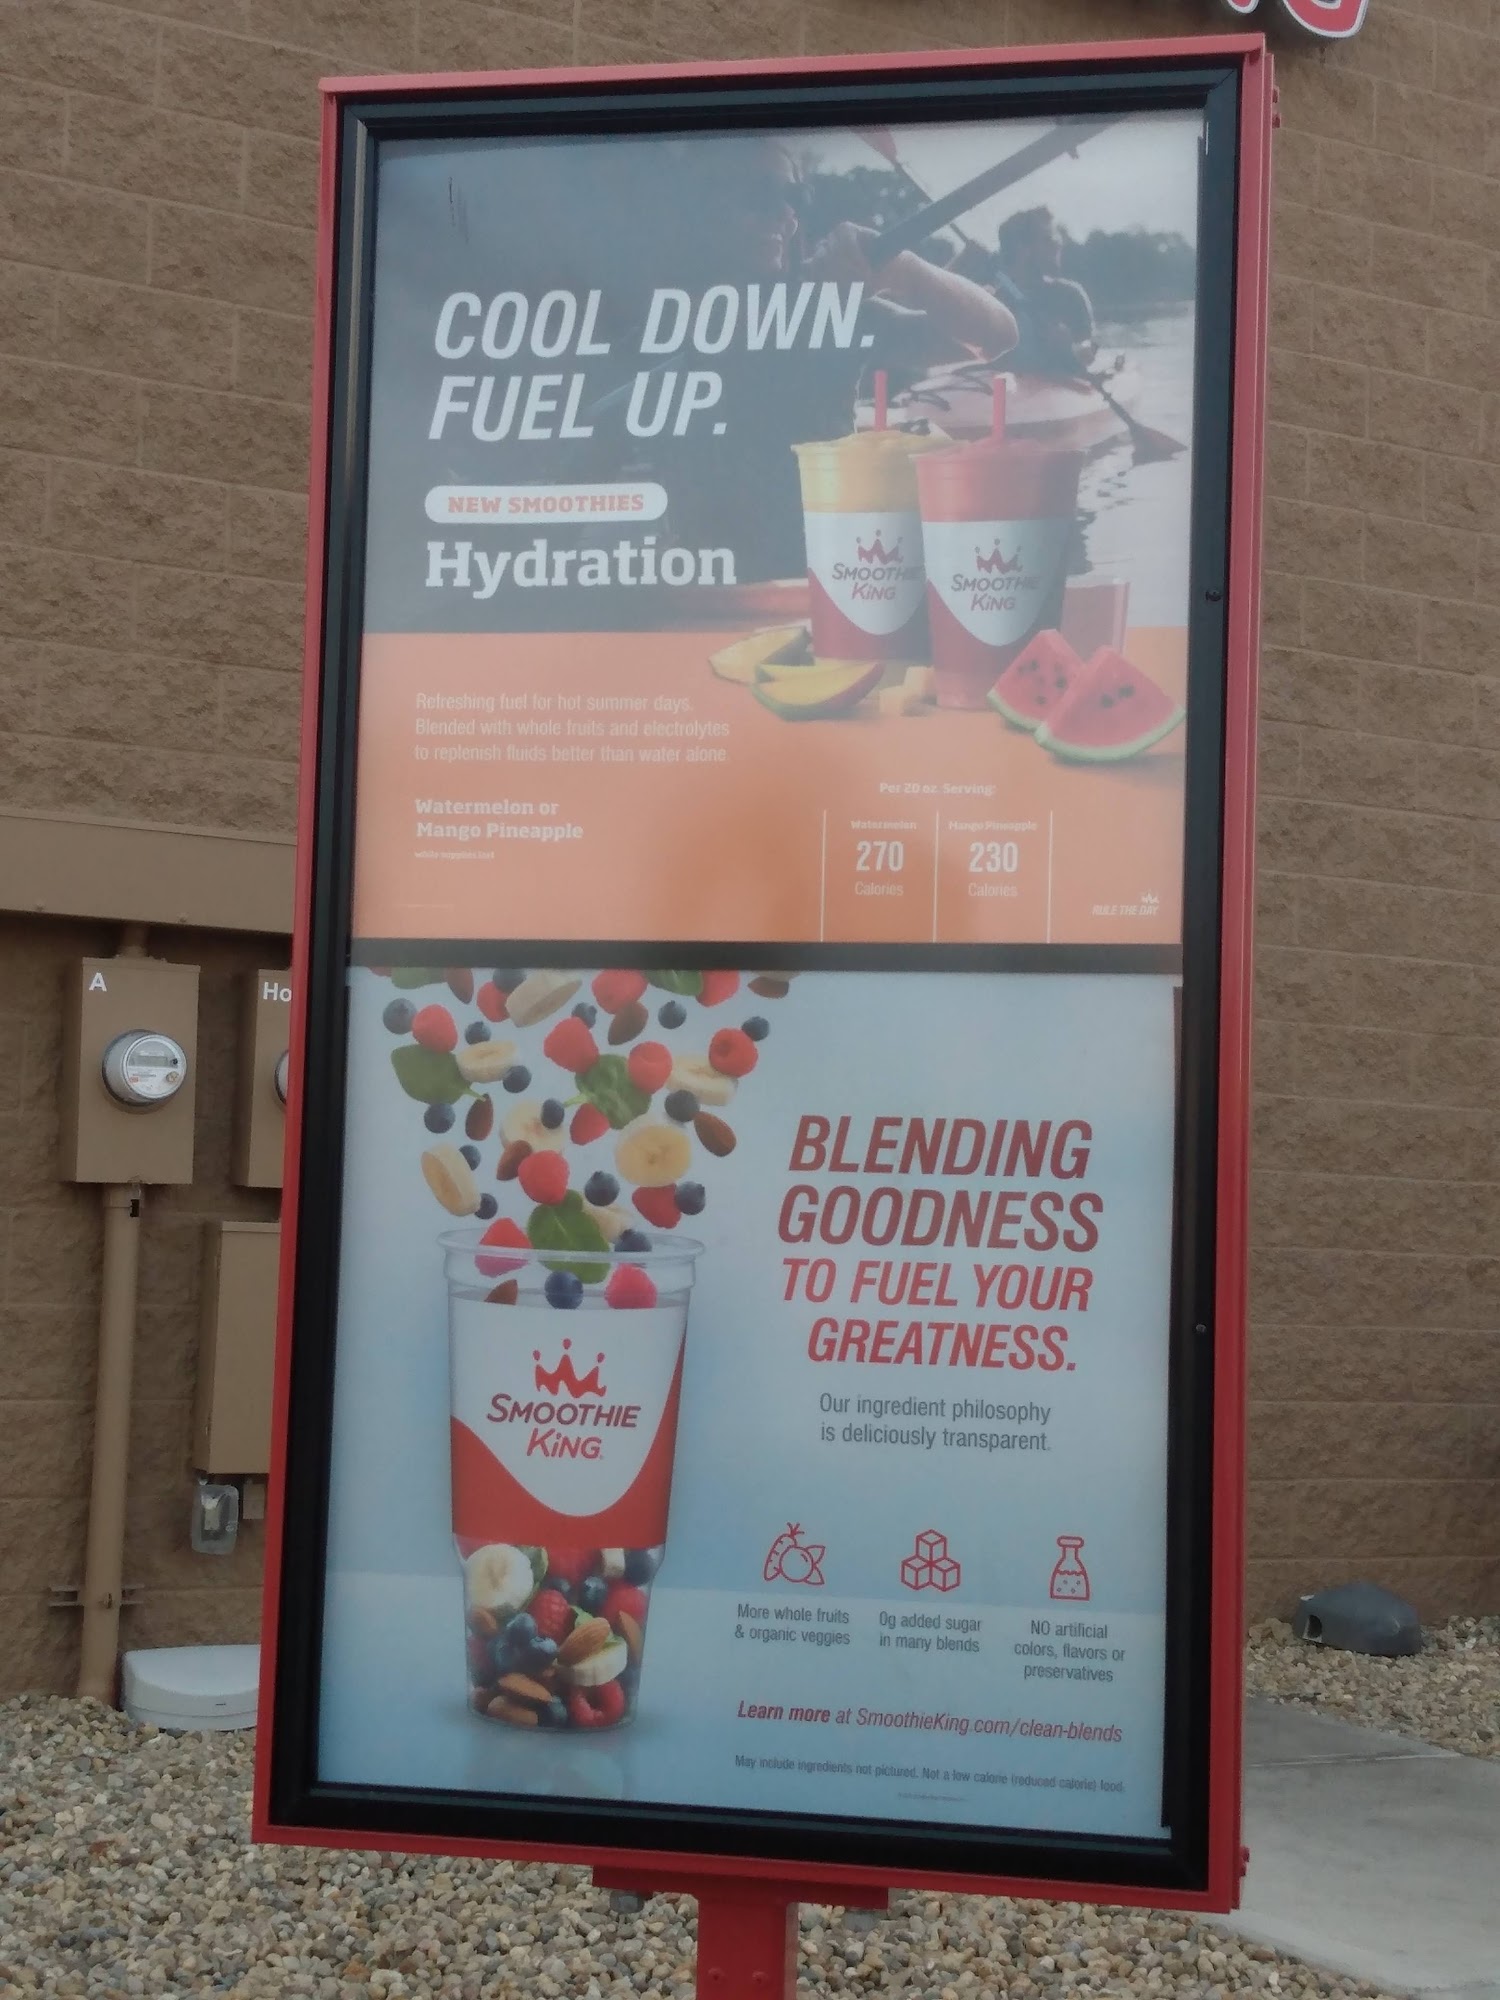 COOL DOWN.
FUEL UP.
NEW SMOOTHIES
Hydration
SMOOTHIE
KiNG
SMOOTHIE
KiNG
Refreshing fuel for hot summer days.
Blended with whole fruits and electrolytes
to replenish fluids better than water alone.
Watermelon or
Mango Pineapple
while supplies last
Per 20 oz. Serving:
Watermelon
270
Calories
Mango Pineapple
230
Calories
RULE THE DAY
A
Ho
BLENDING
GOODNESS
TO FUEL YOUR
GREATNESS.
Our ingredient philosophy
is deliciously transparent.
SMOOTHIE
KiNG
More whole fruits
& organic veggies
0g added sugar
in many blends
NO artificial
colors, flavors or
preservatives
Learn more at SmoothieKing.com/clean-blends
May include ingredients not pictured. Not a low calorie (reduced calorie) food.